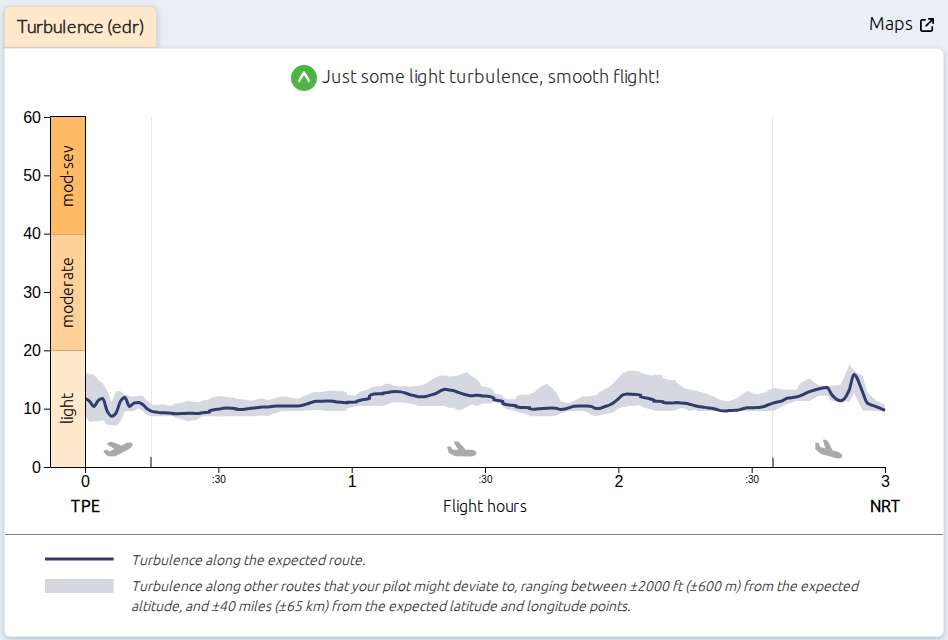 Turbulence (edr)
Maps
Just some light turbulence, smooth flight!
60
50
40
30
20
10
0
mod-sev
moderate
light
0
:30
1
:30
2
:30
3
TPE
Flight hours
NRT
Turbulence along the expected route.
Turbulence along other routes that your pilot might deviate to, ranging between ±2000 ft (±600 m) from the expected
altitude, and ±40 miles (±65 km) from the expected latitude and longitude points.